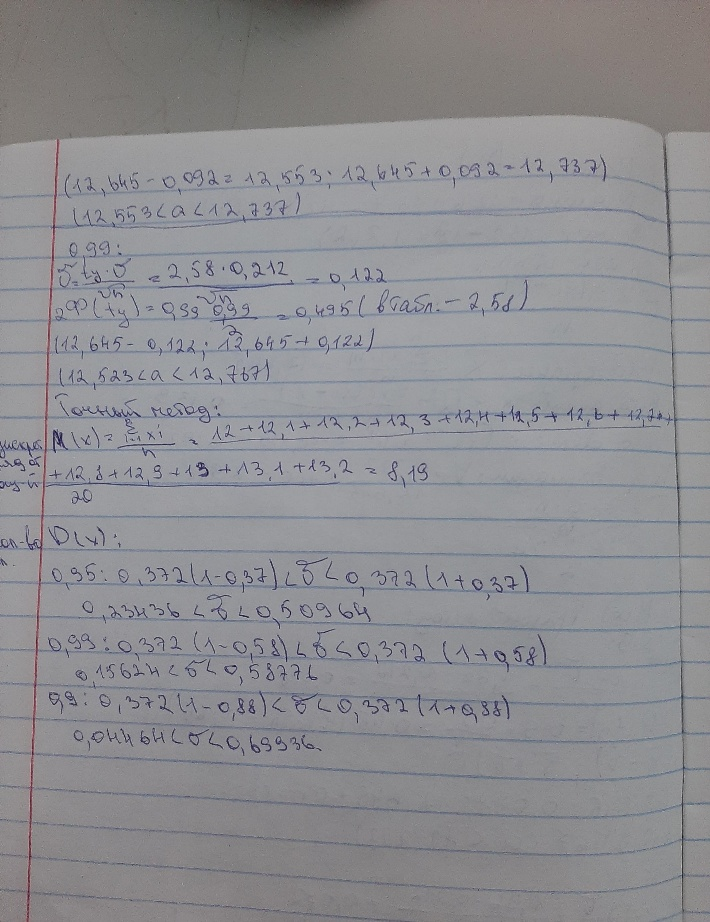 (12,645 - 0,092 = 12,553; 12,645 + 0,092 = 12,737)
(12,553 < a < 12,737)
0,99:
δ = tγ·σ/√n = 2,58·0,212/√n = 0,122
2Ф(tγ) = 0,99 0,99/2 = 0,495 (в табл. - 2,58)
(12,645 - 0,122; 12,645 + 0,122)
(12,523 < a < 12,767)
Точный метод:
M(x) = Σxi/n = 12 + 12,1 + 12,2 + 12,3 + 12,4 + 12,5 + 12,6 + 12,7 +
+ 12,8 + 12,9 + 13 + 13,1 + 13,2 / 20 = 8,19
D(x):
0,95: 0,372(1 - 0,37) < σ < 0,372(1 + 0,37)
0,23436 < σ < 0,50964
0,99: 0,372 (1 - 0,58) < σ < 0,372 (1 + 0,58)
0,15624 < σ < 0,58776
0,9: 0,372(1 - 0,88) < σ < 0,372(1 + 0,88)
0,04464 < σ < 0,69936